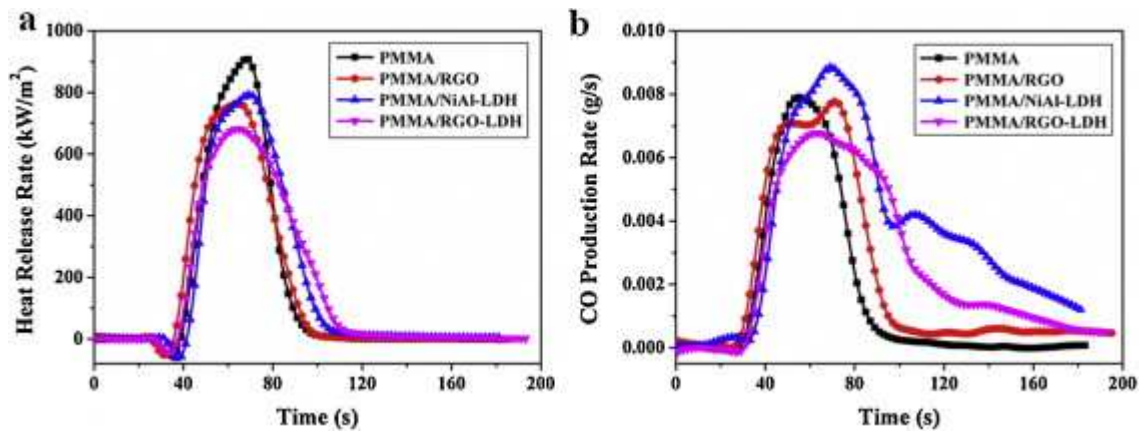 a
Heat Release Rate (kW/m²)
1000
800
600
400
200
0
PMMA
PMMA/RGO
PMMA/NiAl-LDH
PMMA/RGO-LDH
0 40 80 120 160 200
Time (s)
b
CO Production Rate (g/s)
0.010
0.008
0.006
0.004
0.002
0.000
PMMA
PMMA/RGO
PMMA/NiAl-LDH
PMMA/RGO-LDH
0 40 80 120 160 200
Time (s)